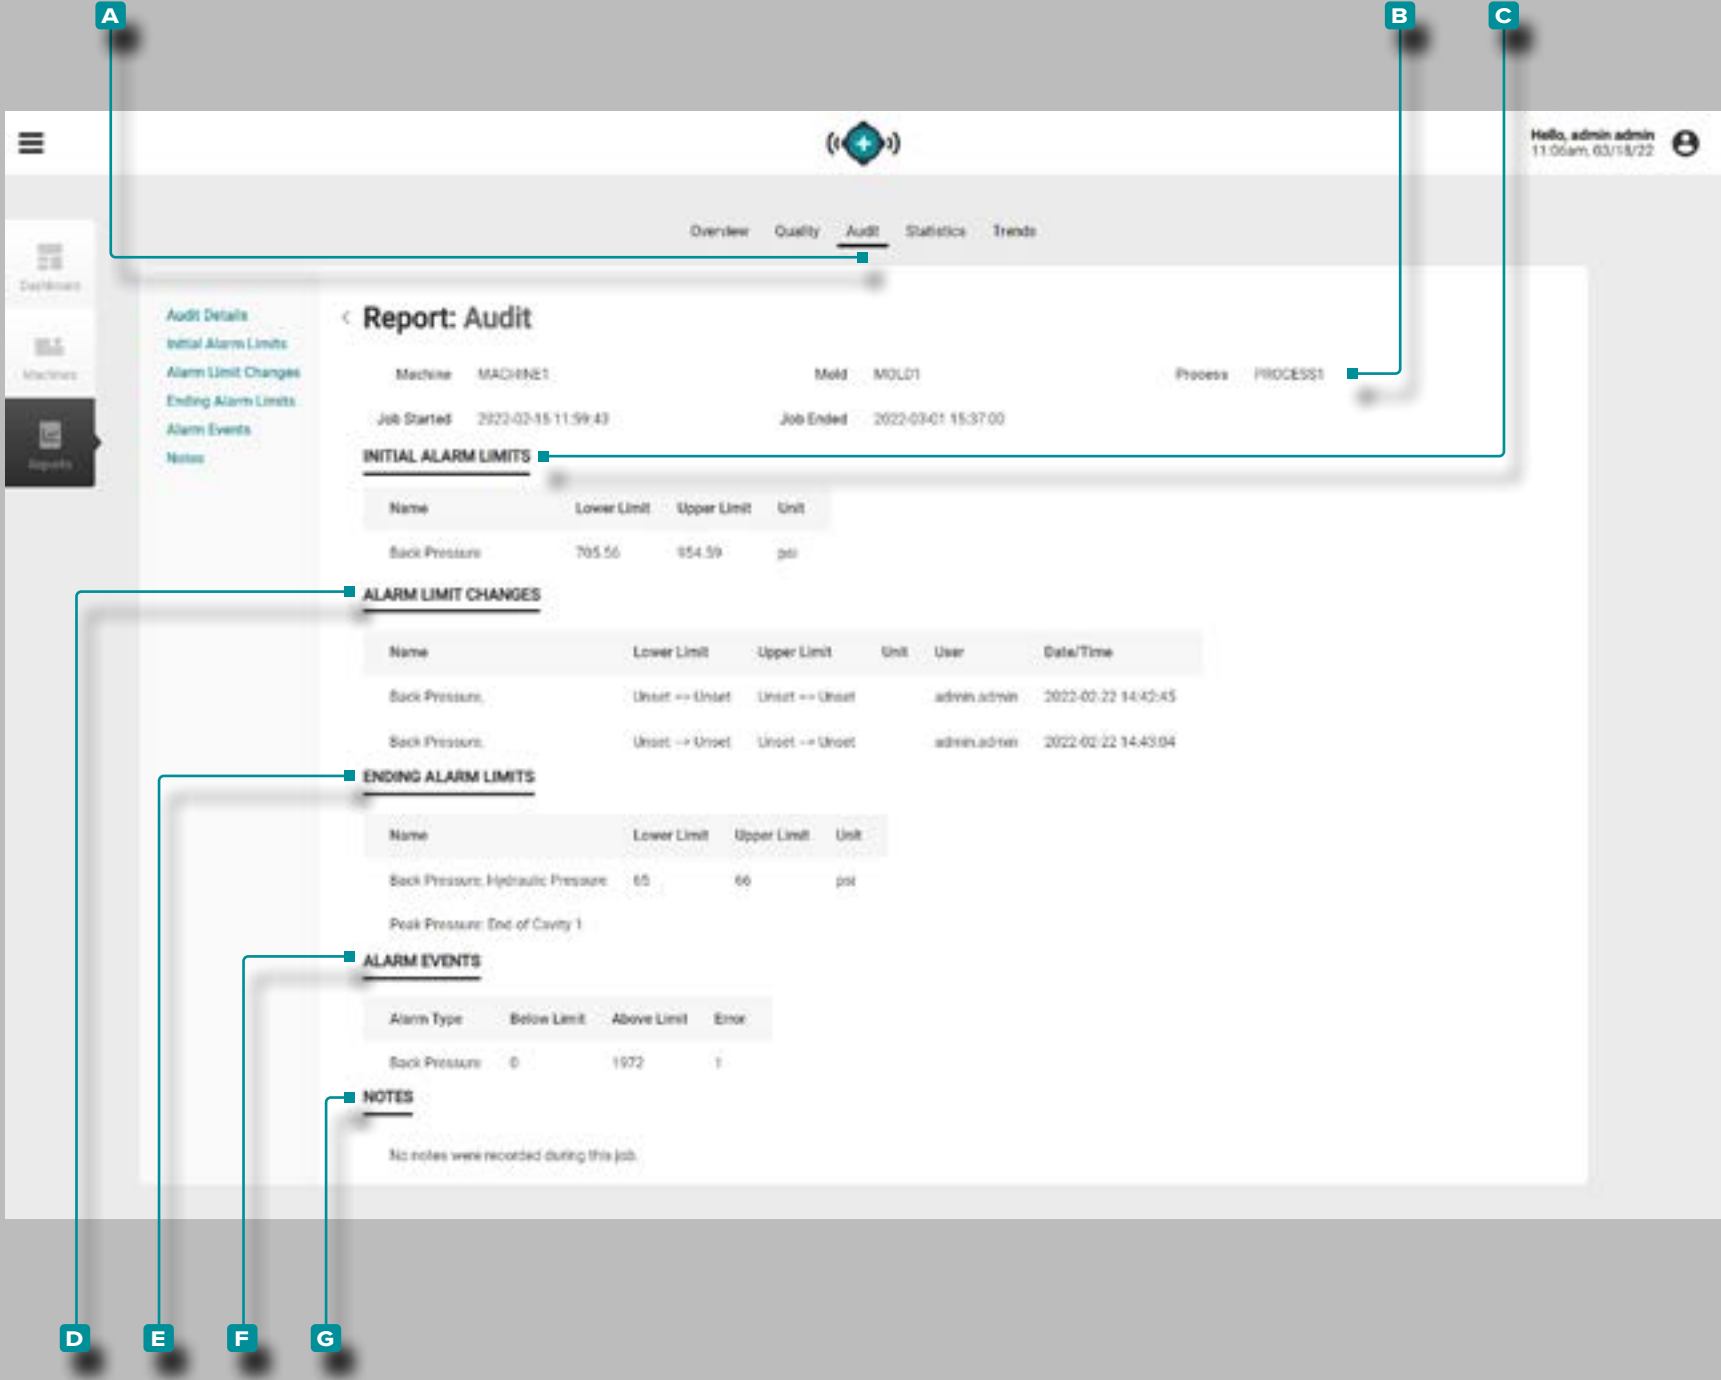 A
B
C
Hello, admin admin
11:06am, 03/18/22
Overview Quality Audit Statistics Trends
Dashboard
Machines
Reports
Audit Details
Initial Alarm Limits
Alarm Limit Changes
Ending Alarm Limits
Alarm Events
Notes
< Report: Audit
Machine MACHINE1 Mold MOLD1 Process PROCESS1
Job Started 2022-02-15 11:59:43 Job Ended 2022-03-01 15:37:00
INITIAL ALARM LIMITS
Name Lower Limit Upper Limit Unit
Back Pressure 705.56 954.59 psi
ALARM LIMIT CHANGES
Name Lower Limit Upper Limit Unit User Date/Time
Back Pressure, Unset --> Unset Unset --> Unset admin.admin 2022-02-22 14:42:45
Back Pressure, Unset --> Unset Unset --> Unset admin.admin 2022-02-22 14:43:04
ENDING ALARM LIMITS
Name Lower Limit Upper Limit Unit
Back Pressure, Hydraulic Pressure 65 66 psi
Peak Pressure: End of Cavity 1
ALARM EVENTS
Alarm Type Below Limit Above Limit Error
Back Pressure 0 1972 1
NOTES
No notes were recorded during this job.
D
E
F
G